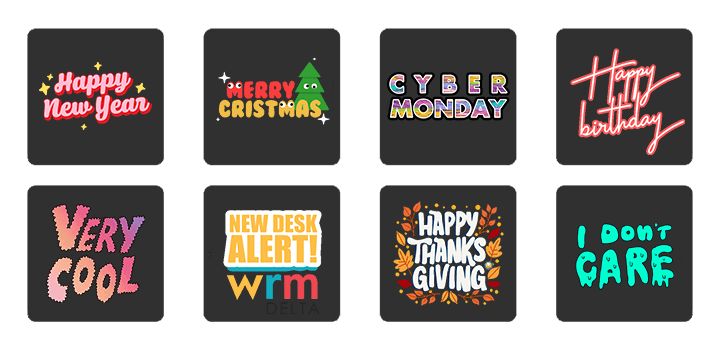 Happy
New Year
MERRY
CRISTMAS
CYBER
MONDAY
Happy
birthday
VERY
COOL
NEW DESK
ALERT!
wrm
DELTA
HAPPY
THANKS
GIVING
I DON'T
CARE